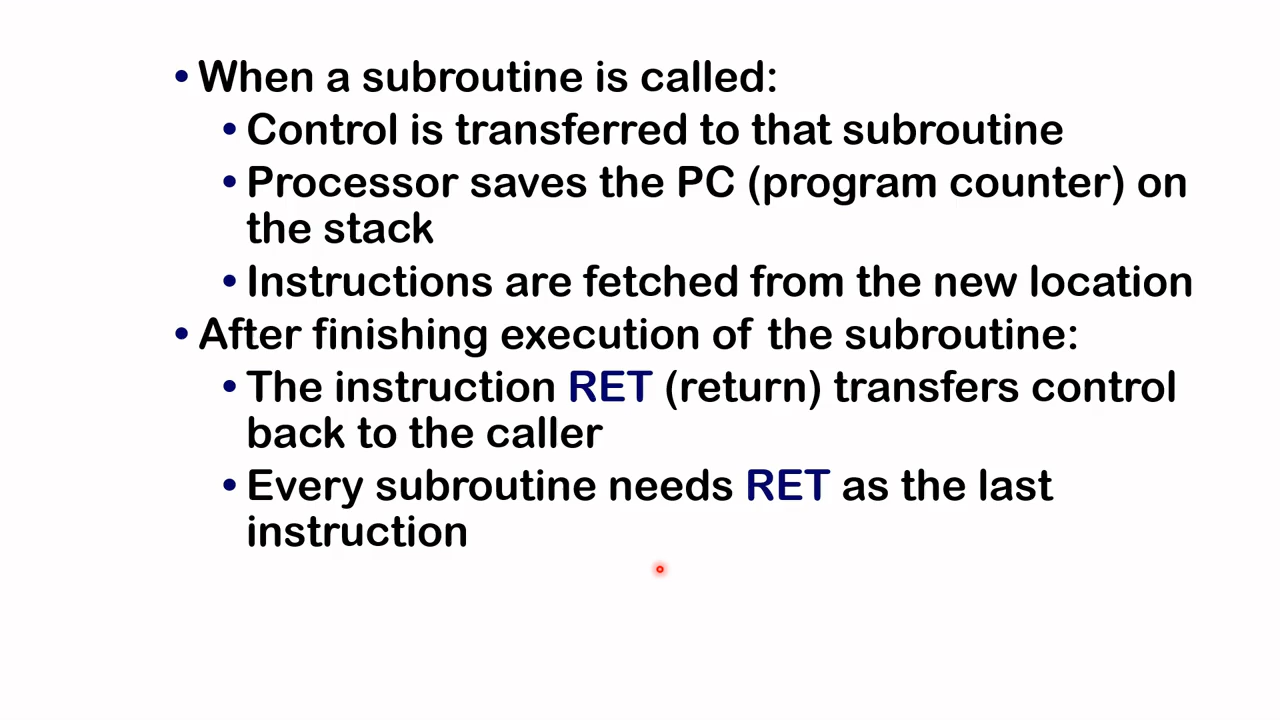 • When a subroutine is called:
• Control is transferred to that subroutine
• Processor saves the PC (program counter) on
the stack
• Instructions are fetched from the new location
• After finishing execution of the subroutine:
• The instruction RET (return) transfers control
back to the caller
• Every subroutine needs RET as the last
instruction